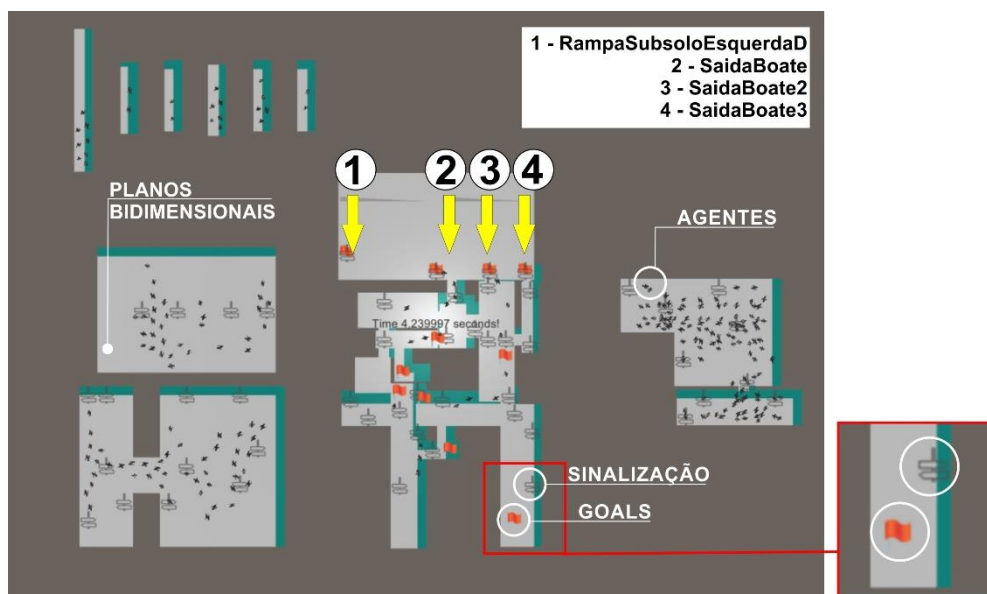 1 - RampaSubsoloEsquerdaD
2 - SaidaBoate
3 - SaidaBoate2
4 - SaidaBoate3
1 2 3 4
PLANOS
BIDIMENSIONAIS
AGENTES
Time 4.239997 seconds!
SINALIZAÇÃO
GOALS